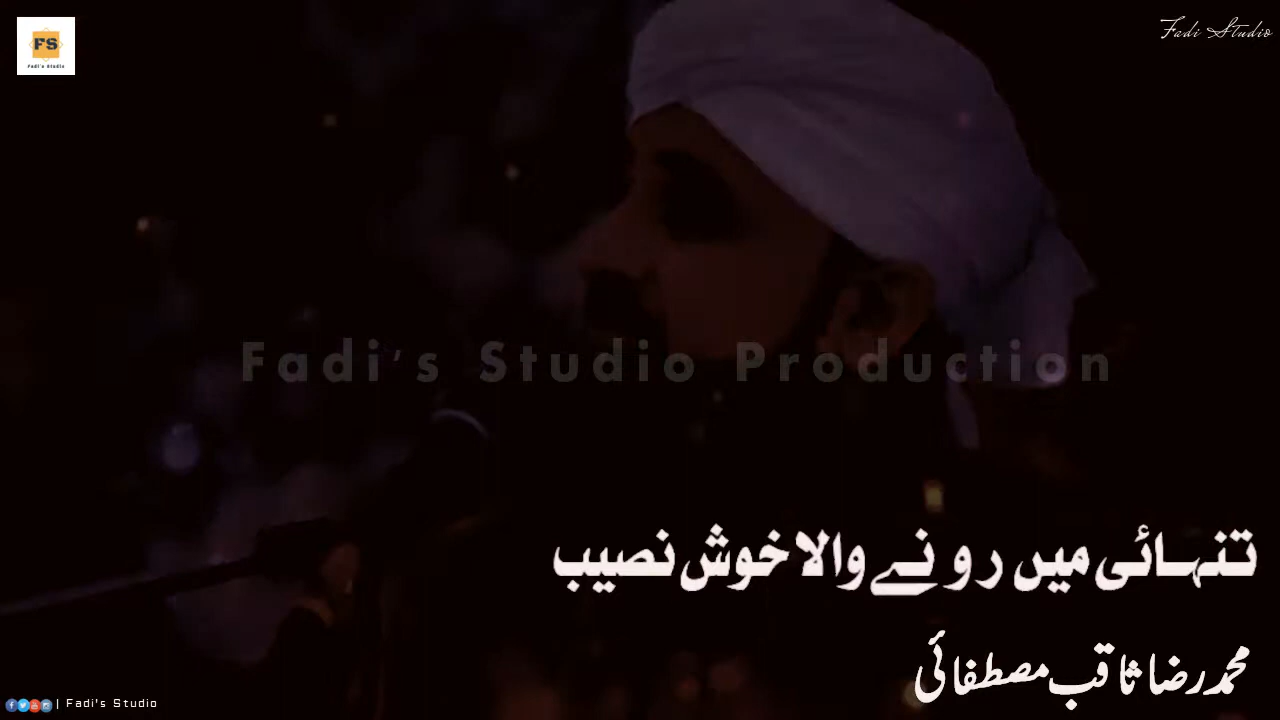 FS
Fadi's Studio
Fadi Studio
Fadi's Studio Production
تنہائی میں رونے والا خوش نصیب
محمد رضا ثاقب مصطفائی
| Fadi's Studio